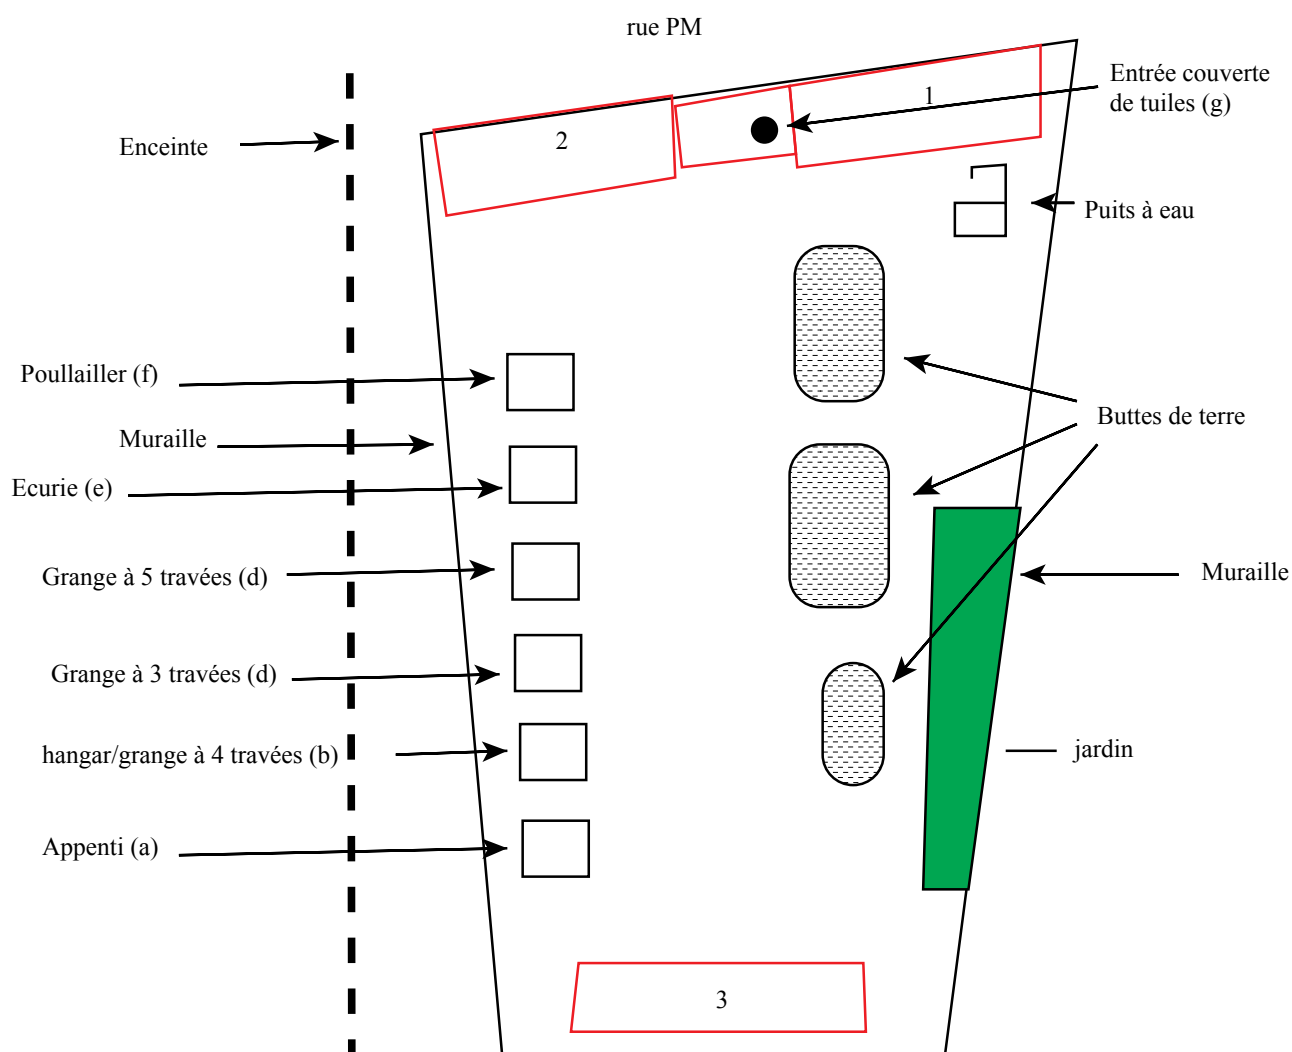 rue PM
Entrée couverte
de tuiles (g)
1
2
Enceinte
Puits à eau
Poullailler (f)
Buttes de terre
Muraille
Ecurie (e)
Grange à 5 travées (d)
Muraille
Grange à 3 travées (d)
hangar/grange à 4 travées (b)
jardin
Appenti (a)
3